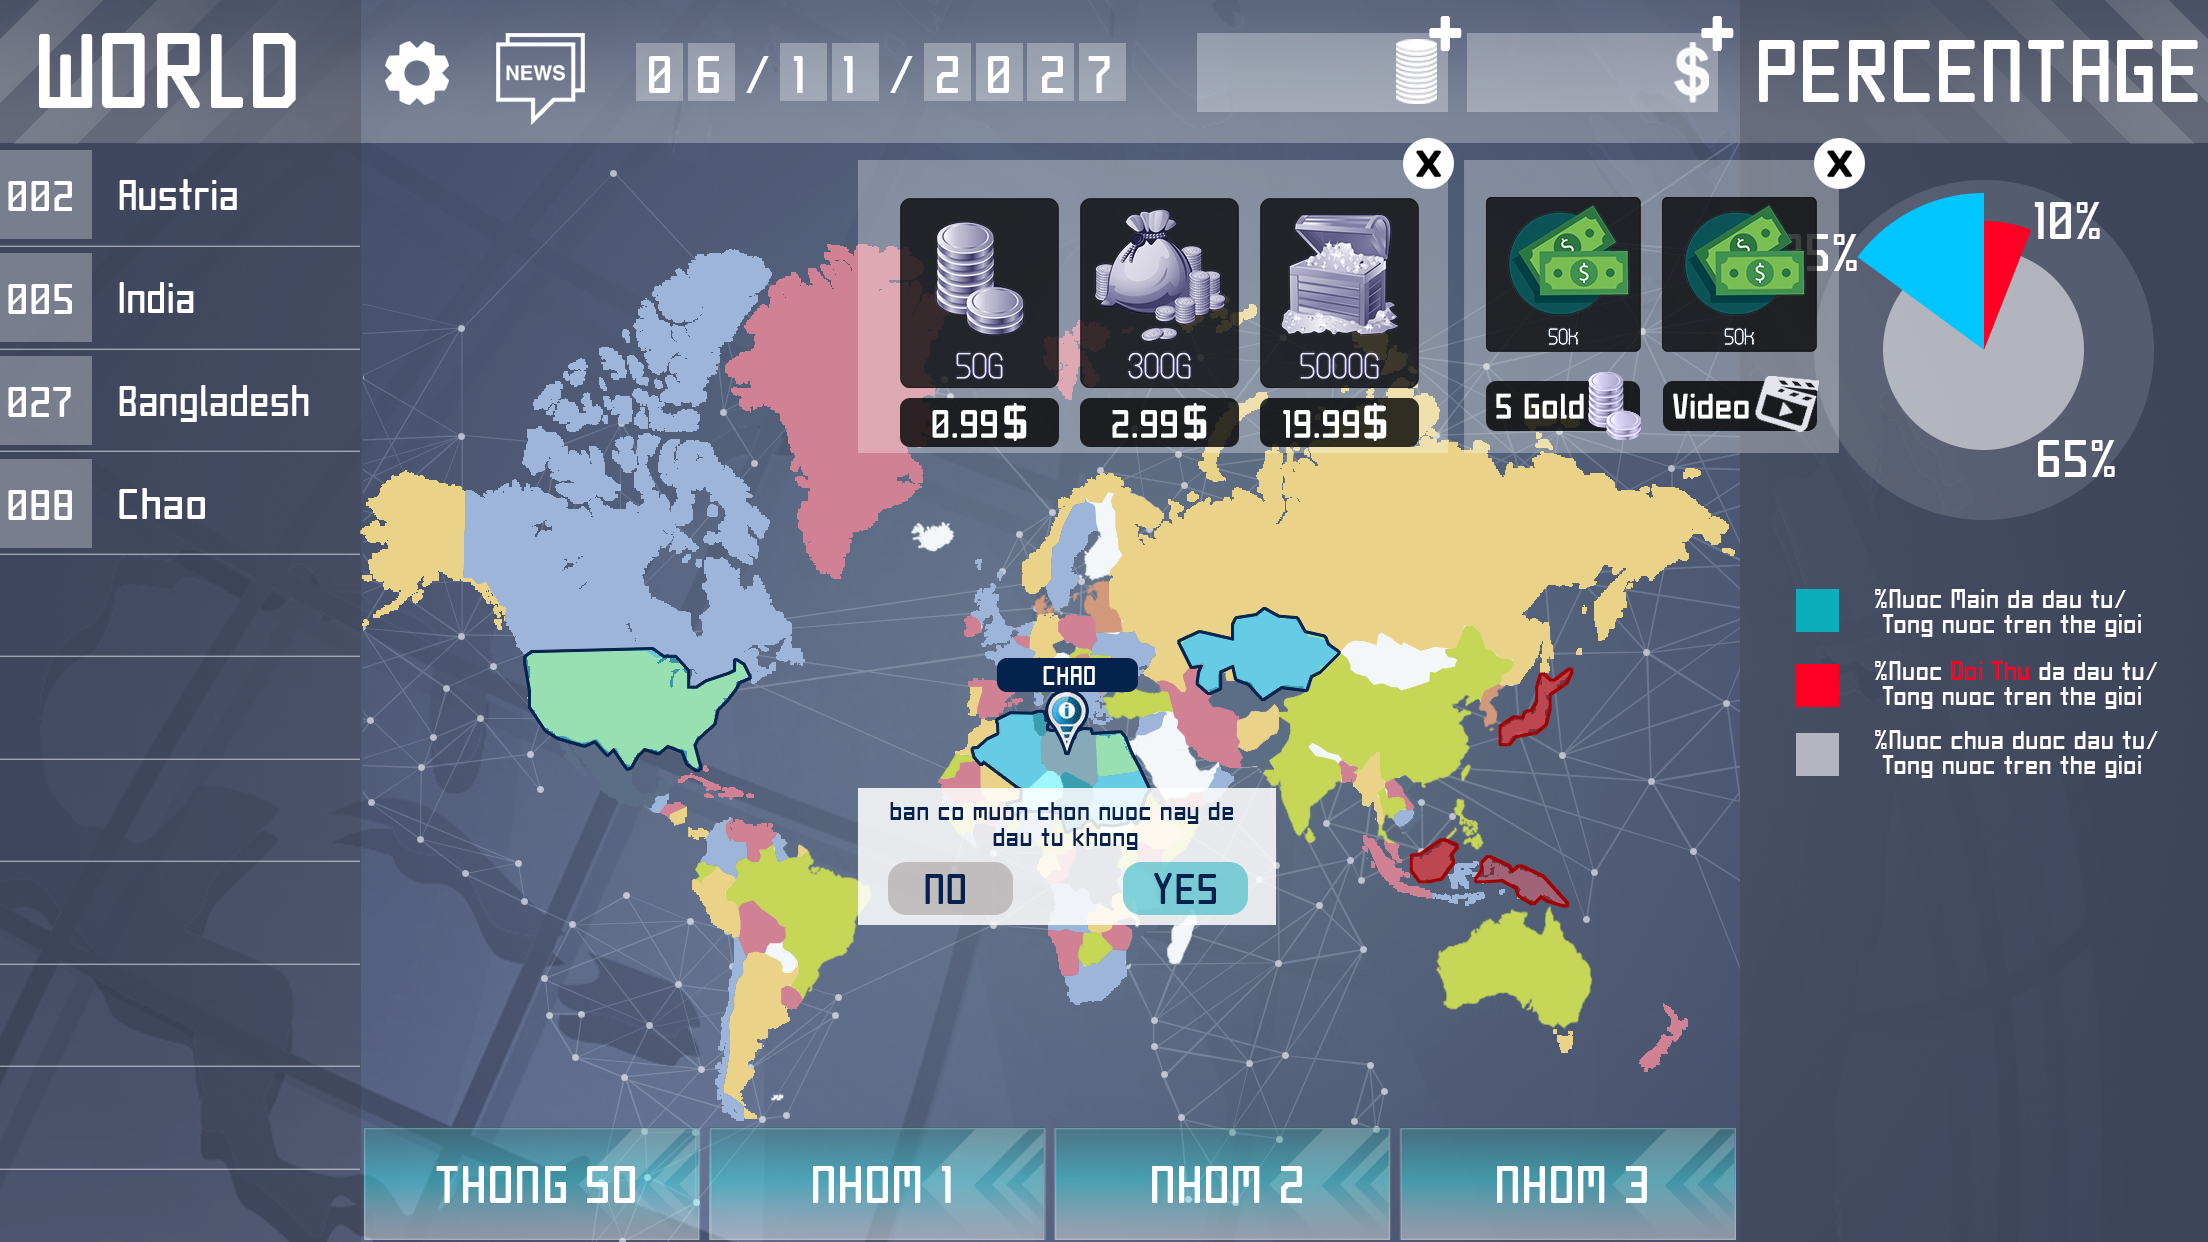 WORLD
NEWS
06/11/2027
$
PERCENTAGE
002 Austria
005 India
027 Bangladesh
088 Chao
X
X
50G
300G
5000G
0.99$
2.99$
19.99$
50K
50K
5 Gold
Video
10%
5%
65%
%Nuoc Main da dau tu/
Tong nuoc tren the gioi
%Nuoc Doi Thu da dau tu/
Tong nuoc tren the gioi
%Nuoc chua duoc dau tu/
Tong nuoc tren the gioi
CHAO
i
ban co muon chon nuoc nay de
dau tu khong
NO
YES
THONG SO
NHOM 1
NHOM 2
NHOM 3